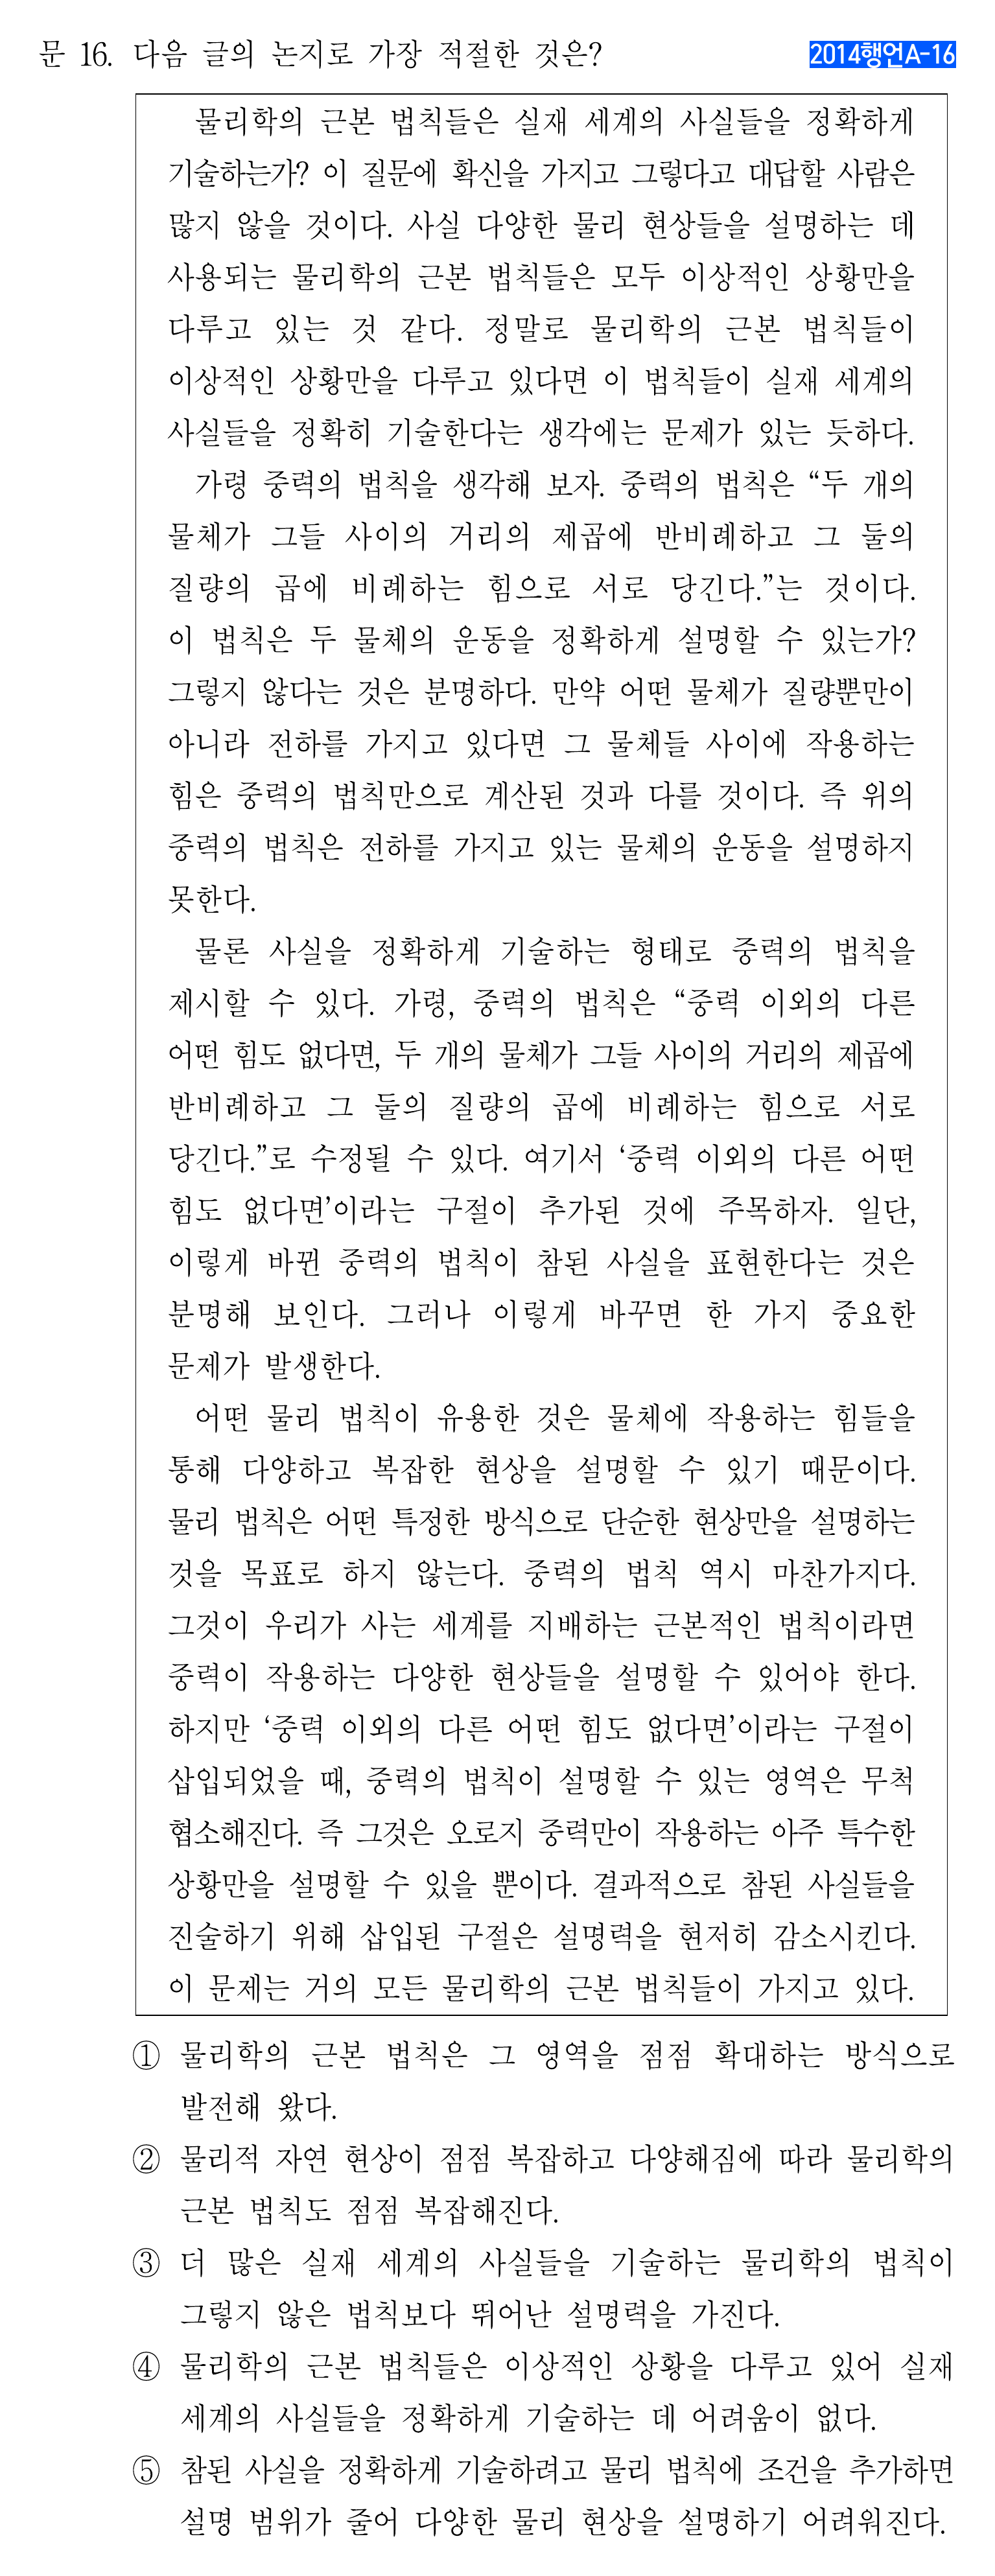 문 16. 다음 글의 논지로 가장 적절한 것은? 2014행언A-16
물리학의 근본 법칙들은 실재 세계의 사실들을 정확하게
기술하는가? 이 질문에 확신을 가지고 그렇다고 대답할 사람은
많지 않을 것이다. 사실 다양한 물리 현상들을 설명하는 데
사용되는 물리학의 근본 법칙들은 모두 이상적인 상황만을
다루고 있는 것 같다. 정말로 물리학의 근본 법칙들이
이상적인 상황만을 다루고 있다면 이 법칙들이 실재 세계의
사실들을 정확히 기술한다는 생각에는 문제가 있는 듯하다.
가령 중력의 법칙을 생각해 보자. 중력의 법칙은 “두 개의
물체가 그들 사이의 거리의 제곱에 반비례하고 그 둘의
질량의 곱에 비례하는 힘으로 서로 당긴다.”는 것이다.
이 법칙은 두 물체의 운동을 정확하게 설명할 수 있는가?
그렇지 않다는 것은 분명하다. 만약 어떤 물체가 질량뿐만이
아니라 전하를 가지고 있다면 그 물체들 사이에 작용하는
힘은 중력의 법칙만으로 계산된 것과 다를 것이다. 즉 위의
중력의 법칙은 전하를 가지고 있는 물체의 운동을 설명하지
못한다.
물론 사실을 정확하게 기술하는 형태로 중력의 법칙을
제시할 수 있다. 가령, 중력의 법칙은 “중력 이외의 다른
어떤 힘도 없다면, 두 개의 물체가 그들 사이의 거리의 제곱에
반비례하고 그 둘의 질량의 곱에 비례하는 힘으로 서로
당긴다.”로 수정될 수 있다. 여기서 ‘중력 이외의 다른 어떤
힘도 없다면’이라는 구절이 추가된 것에 주목하자. 일단,
이렇게 바뀐 중력의 법칙이 참된 사실을 표현한다는 것은
분명해 보인다. 그러나 이렇게 바꾸면 한 가지 중요한
문제가 발생한다.
어떤 물리 법칙이 유용한 것은 물체에 작용하는 힘들을
통해 다양하고 복잡한 현상을 설명할 수 있기 때문이다.
물리 법칙은 어떤 특정한 방식으로 단순한 현상만을 설명하는
것을 목표로 하지 않는다. 중력의 법칙 역시 마찬가지다.
그것이 우리가 사는 세계를 지배하는 근본적인 법칙이라면
중력이 작용하는 다양한 현상들을 설명할 수 있어야 한다.
하지만 ‘중력 이외의 다른 어떤 힘도 없다면’이라는 구절이
삽입되었을 때, 중력의 법칙이 설명할 수 있는 영역은 무척
협소해진다. 즉 그것은 오로지 중력만이 작용하는 아주 특수한
상황만을 설명할 수 있을 뿐이다. 결과적으로 참된 사실들을
진술하기 위해 삽입된 구절은 설명력을 현저히 감소시킨다.
이 문제는 거의 모든 물리학의 근본 법칙들이 가지고 있다.
① 물리학의 근본 법칙은 그 영역을 점점 확대하는 방식으로
발전해 왔다.
② 물리적 자연 현상이 점점 복잡하고 다양해짐에 따라 물리학의
근본 법칙도 점점 복잡해진다.
③ 더 많은 실재 세계의 사실들을 기술하는 물리학의 법칙이
그렇지 않은 법칙보다 뛰어난 설명력을 가진다.
④ 물리학의 근본 법칙들은 이상적인 상황을 다루고 있어 실재
세계의 사실들을 정확하게 기술하는 데 어려움이 없다.
⑤ 참된 사실을 정확하게 기술하려고 물리 법칙에 조건을 추가하면
설명 범위가 줄어 다양한 물리 현상을 설명하기 어려워진다.